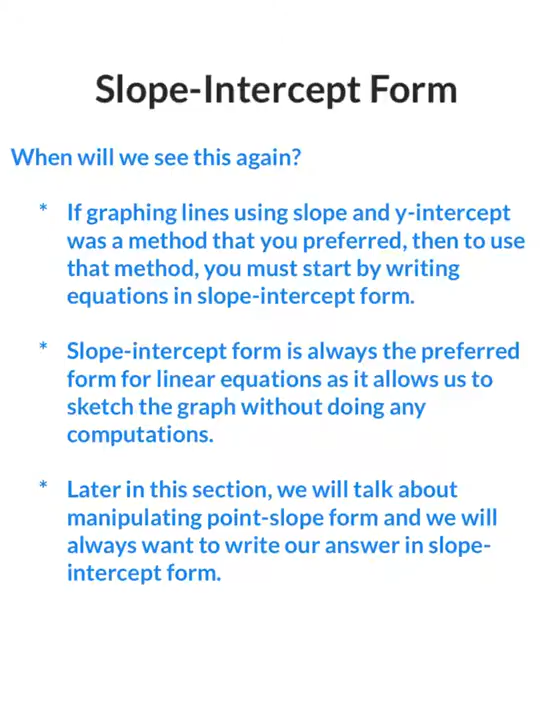 Slope-Intercept Form
When will we see this again?
* If graphing lines using slope and y-intercept
was a method that you preferred, then to use
that method, you must start by writing
equations in slope-intercept form.
* Slope-intercept form is always the preferred
form for linear equations as it allows us to
sketch the graph without doing any
computations.
* Later in this section, we will talk about
manipulating point-slope form and we will
always want to write our answer in slope-
intercept form.